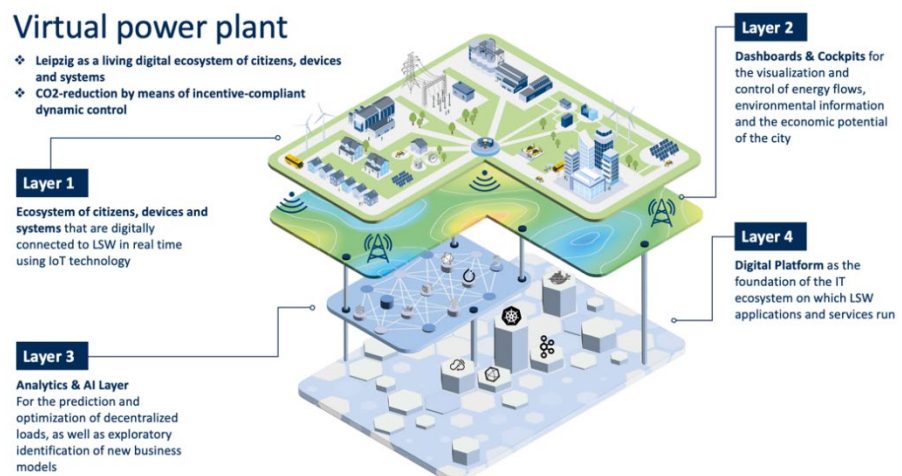 Virtual power plant
❖ Leipzig as a living digital ecosystem of citizens, devices
and systems
❖ CO2-reduction by means of incentive-compliant
dynamic control
Layer 1
Ecosystem of citizens, devices and
systems that are digitally
connected to LSW in real time
using IoT technology
Layer 2
Dashboards & Cockpits for
the visualization and
control of energy flows,
environmental information
and the economic potential
of the city
Layer 3
Analytics & AI Layer
For the prediction and
optimization of decentralized
loads, as well as exploratory
identification of new business
models
Layer 4
Digital Platform as the
foundation of the IT
ecosystem on which LSW
applications and services run